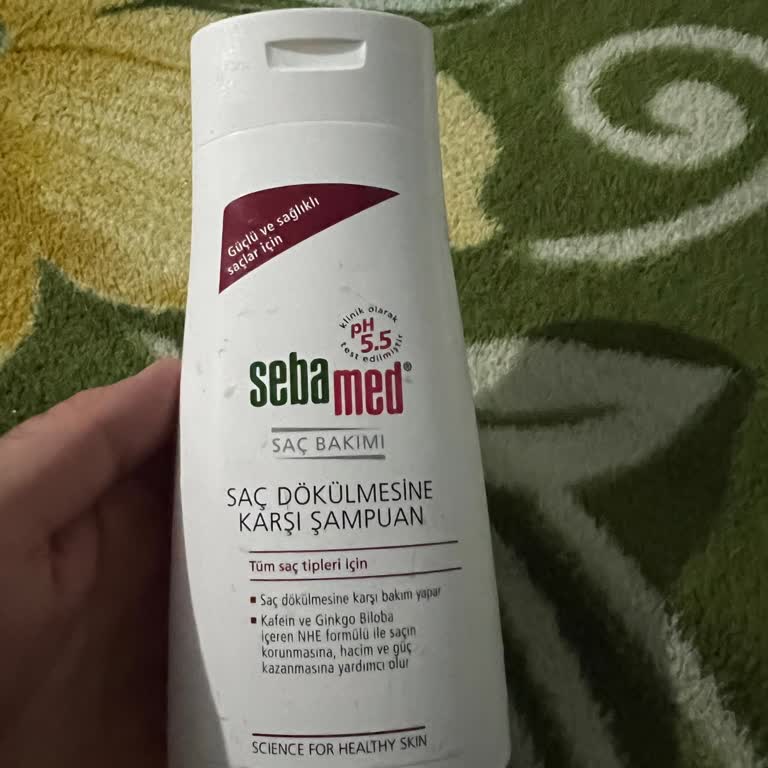 Güçlü ve sağlıklı
saçlar için
klinik olarak
pH
5.5
test edilmiştir
sebamed®
SAÇ BAKIMI
SAÇ DÖKÜLMESİNE
KARŞI ŞAMPUAN
Tüm saç tipleri için
▪ Saç dökülmesine karşı bakım yapar
▪ Kafein ve Ginkgo Biloba
içeren NHE formülü ile saçın
korunmasına, hacim ve güç
kazanmasına yardımcı olur
SCIENCE FOR HEALTHY SKIN